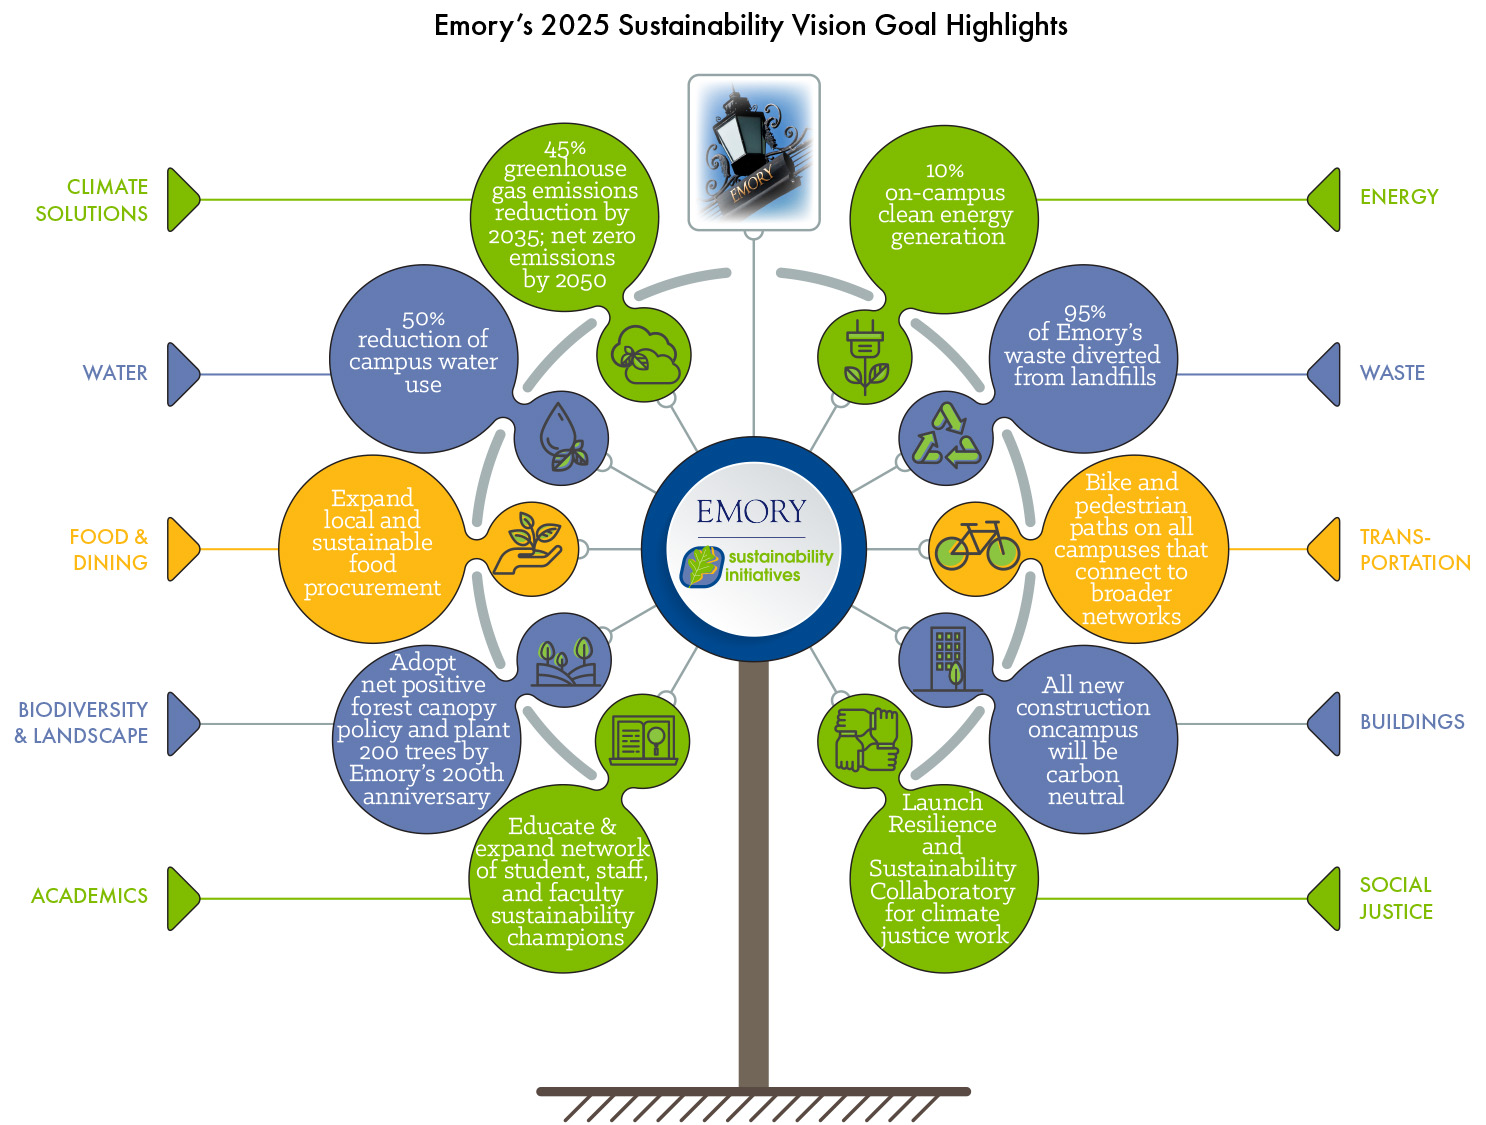 Emory's 2025 Sustainability Vision Goal Highlights
EMORY
CLIMATE
SOLUTIONS
45%
greenhouse
gas emissions
reduction by
2035; net zero
emissions
by 2050
10%
on-campus
clean energy
generation
ENERGY
WATER
50%
reduction of
campus water
use
95%
of Emory's
waste diverted
from landfills
WASTE
FOOD &
DINING
Expand
local and
sustainable
food
procurement
EMORY
sustainability
initiatives
Bike and
pedestrian
paths on all
campuses that
connect to
broader
networks
TRANS-
PORTATION
BIODIVERSITY
& LANDSCAPE
Adopt
net positive
forest canopy
policy and plant
200 trees by
Emory's 200th
anniversary
All new
construction
oncampus
will be
carbon
neutral
BUILDINGS
ACADEMICS
Educate &
expand network
of student, staff,
and faculty
sustainability
champions
Launch
Resilience
and
Sustainability
Collaboratory
for climate
justice work
SOCIAL
JUSTICE